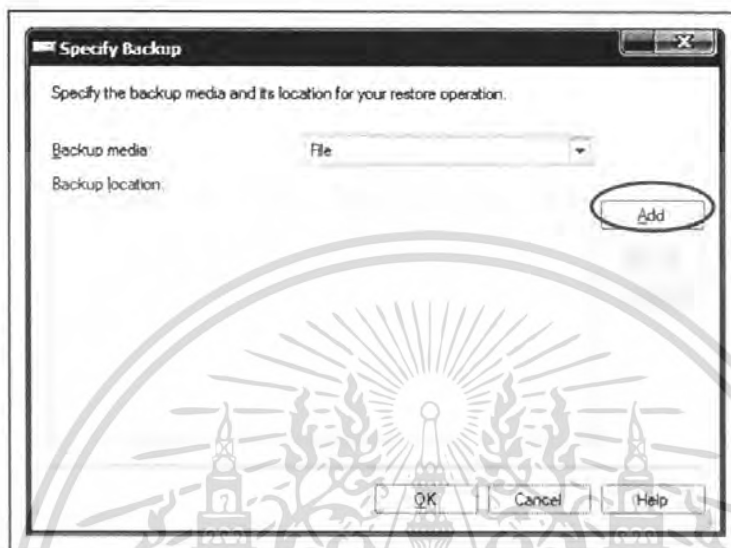 Specify Backup
Specify the backup media and its location for your restore operation.
Backup media: File
Backup location:
Add
OK Cancel Help